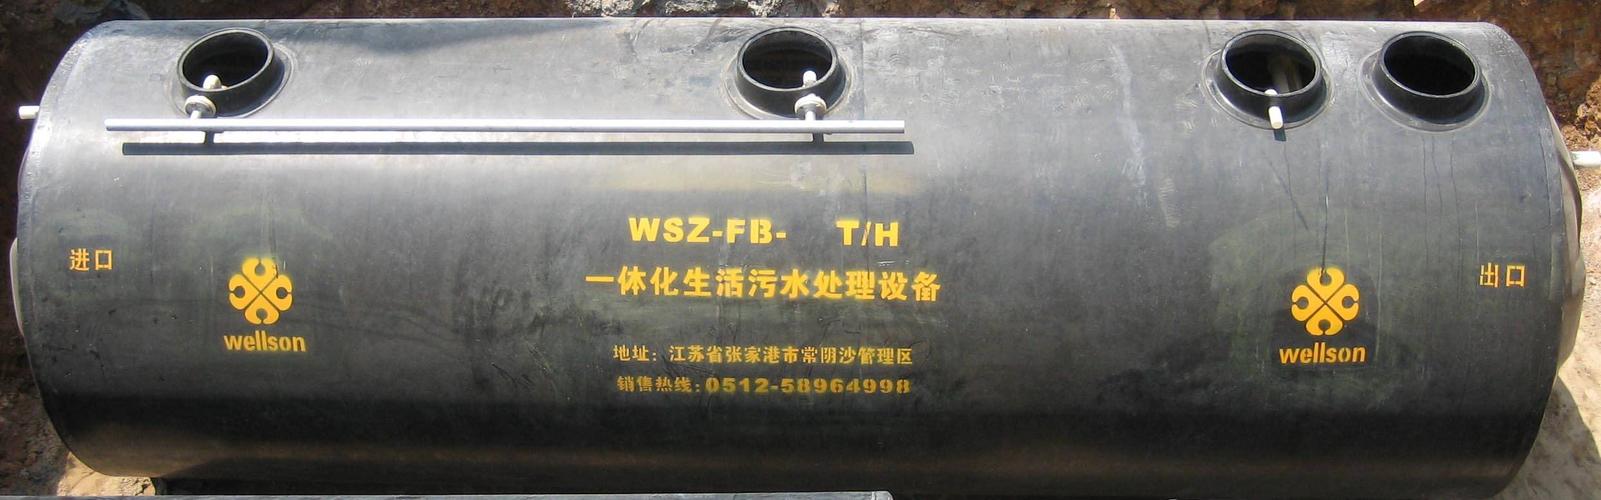 WSZ-FB- T/H
一体化生活污水处理设备
进口
出口
wellson
wellson
地址：江苏省张家港市常阴沙管理区
销售热线：0512-58964998